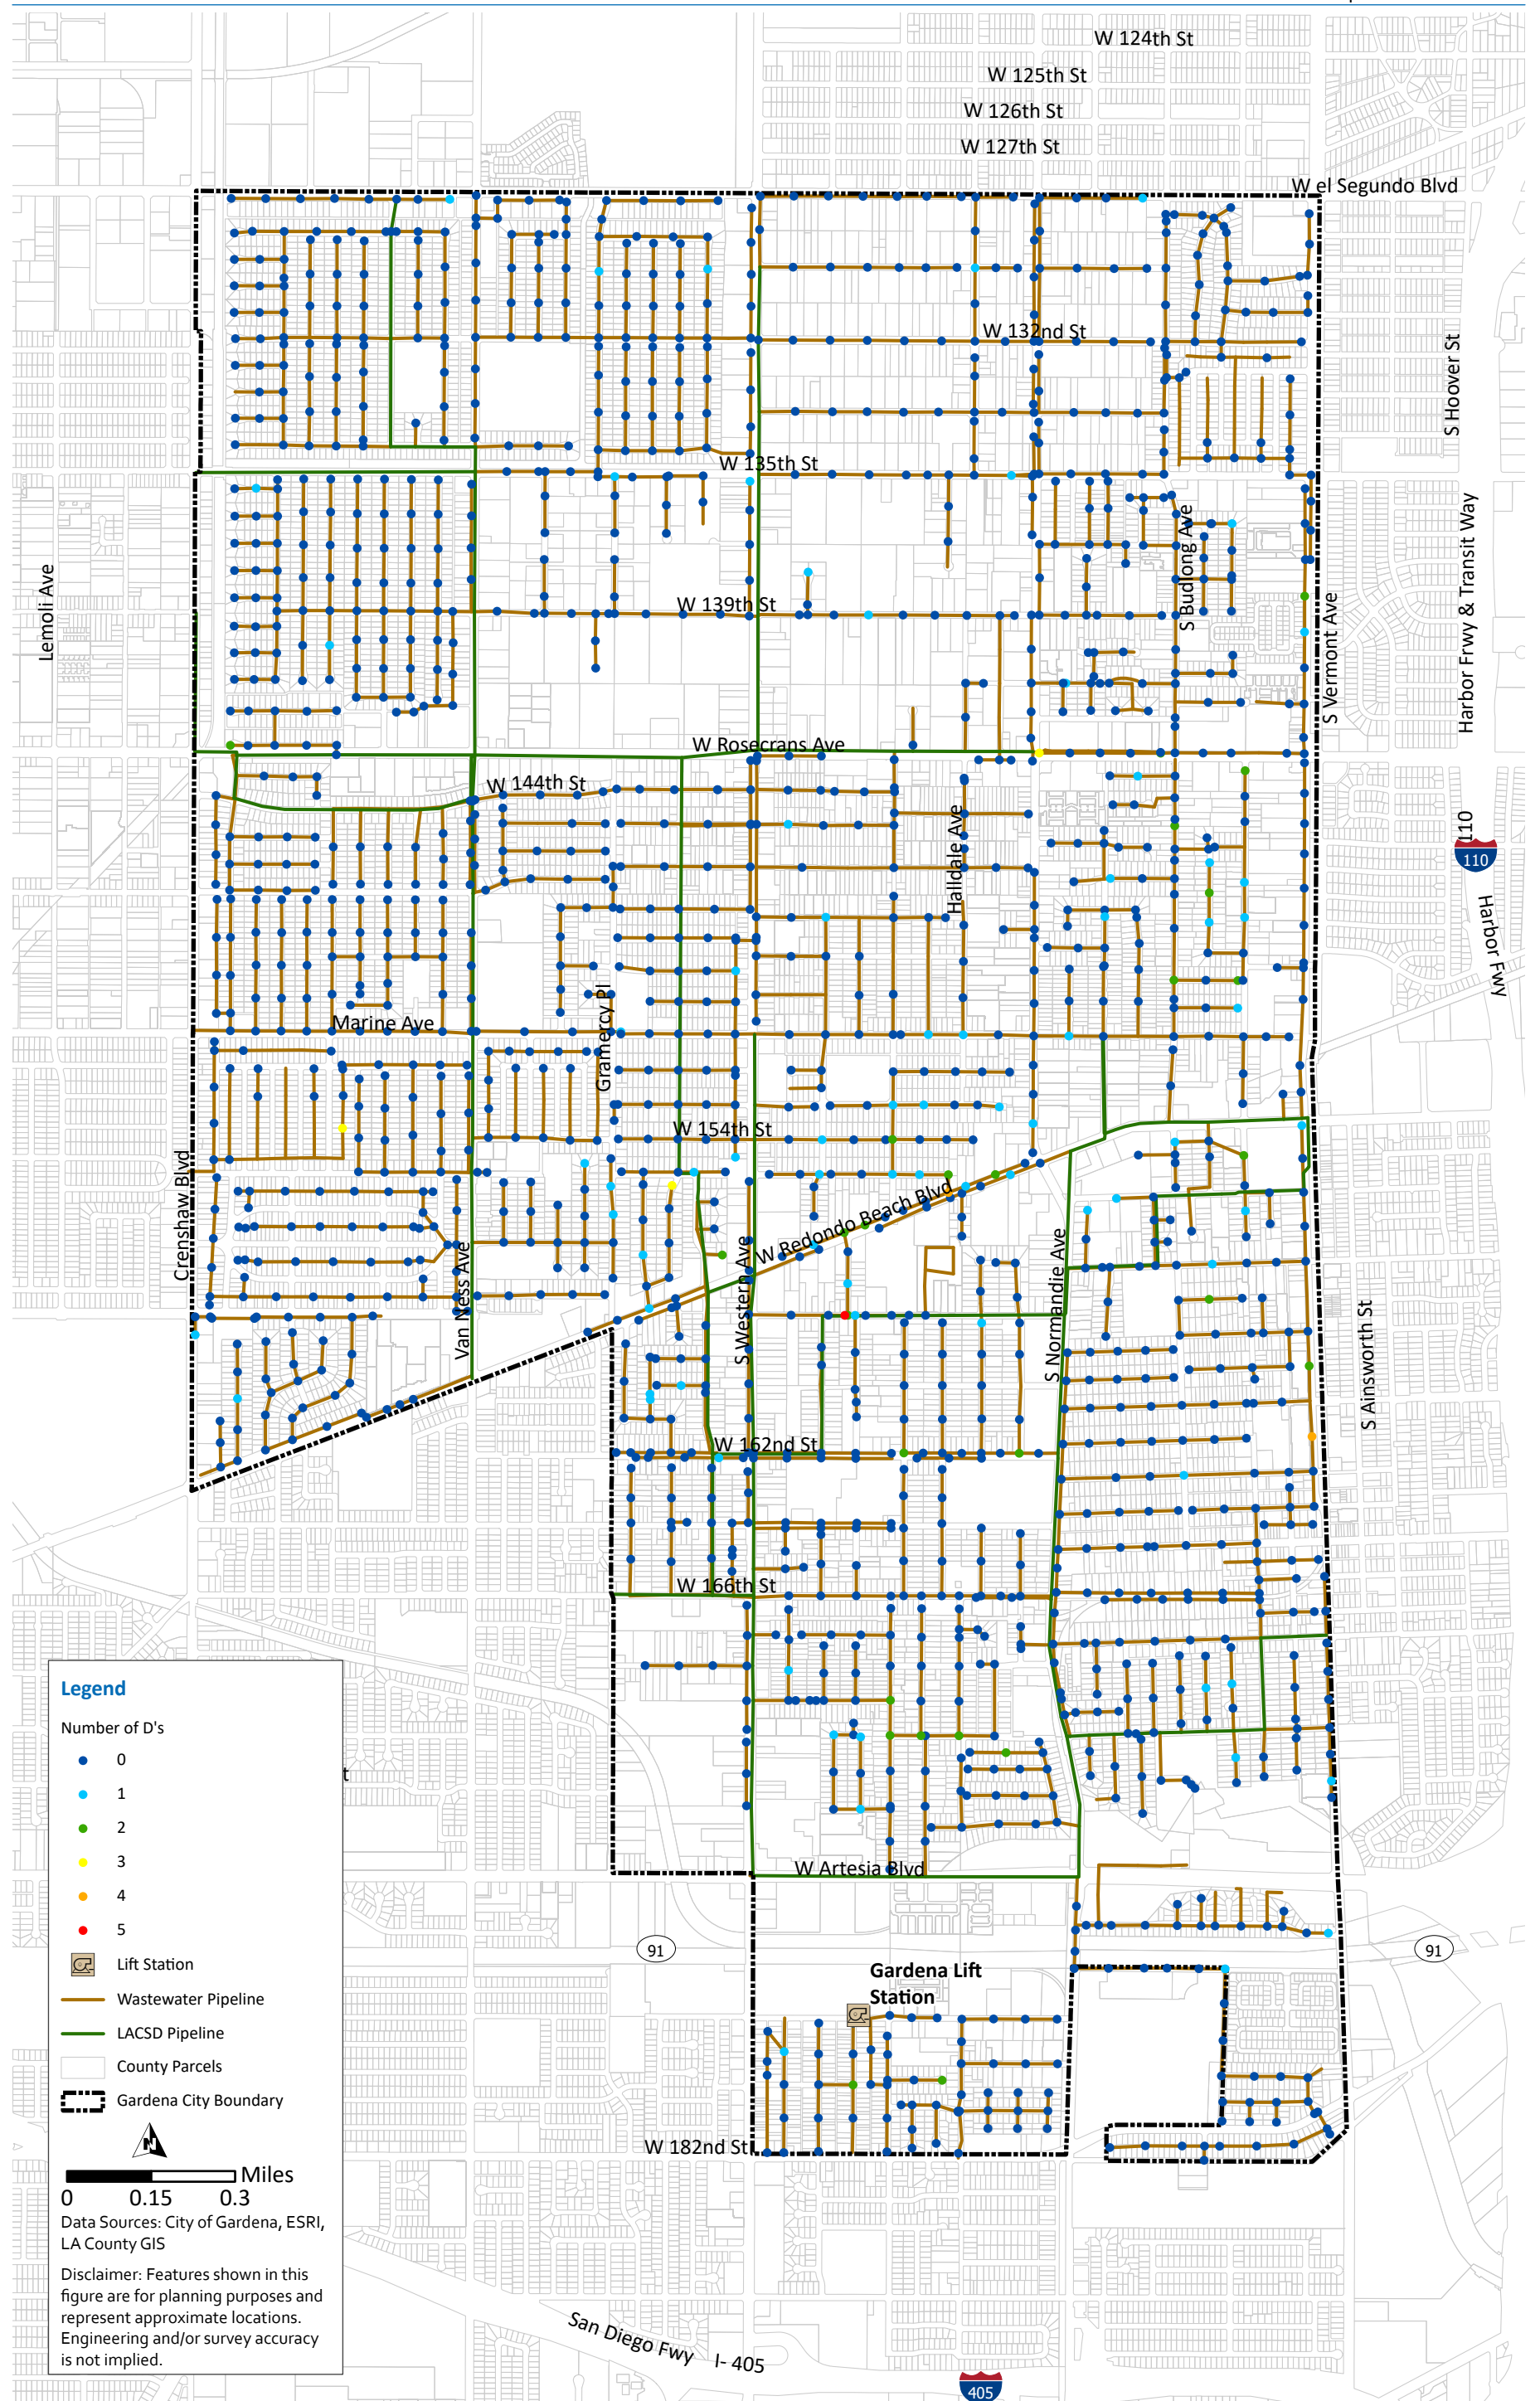 W 124th St
W 125th St
W 126th St
W 127th St
W el Segundo Blvd
W 132nd St
S Hoover St
W 135th St
Harbor Frwy & Transit Way
S Budlong Ave
Lemoli Ave
W 139th St
S Vermont Ave
W Rosecrans Ave
W 144th St
Halldale Ave
110
110
Harbor Fwy
Gramercy Pl
Marine Ave
W 154th St
Crenshaw Blvd
W Redondo Beach Blvd
Van Ness Ave
S Western Ave
S Normandie Ave
S Ainsworth St
W 162nd St
W 166th St
Legend
Number of D's
0
1
t
2
3
W Artesia Blvd
4
5
91
91
Lift Station
Gardena Lift
Station
Wastewater Pipeline
LACSD Pipeline
County Parcels
Gardena City Boundary
N
W 182nd St
Miles
0 0.15 0.3
Data Sources: City of Gardena, ESRI,
LA County GIS
Disclaimer: Features shown in this
figure are for planning purposes and
represent approximate locations.
Engineering and/or survey accuracy
is not implied.
San Diego Fwy I- 405
405